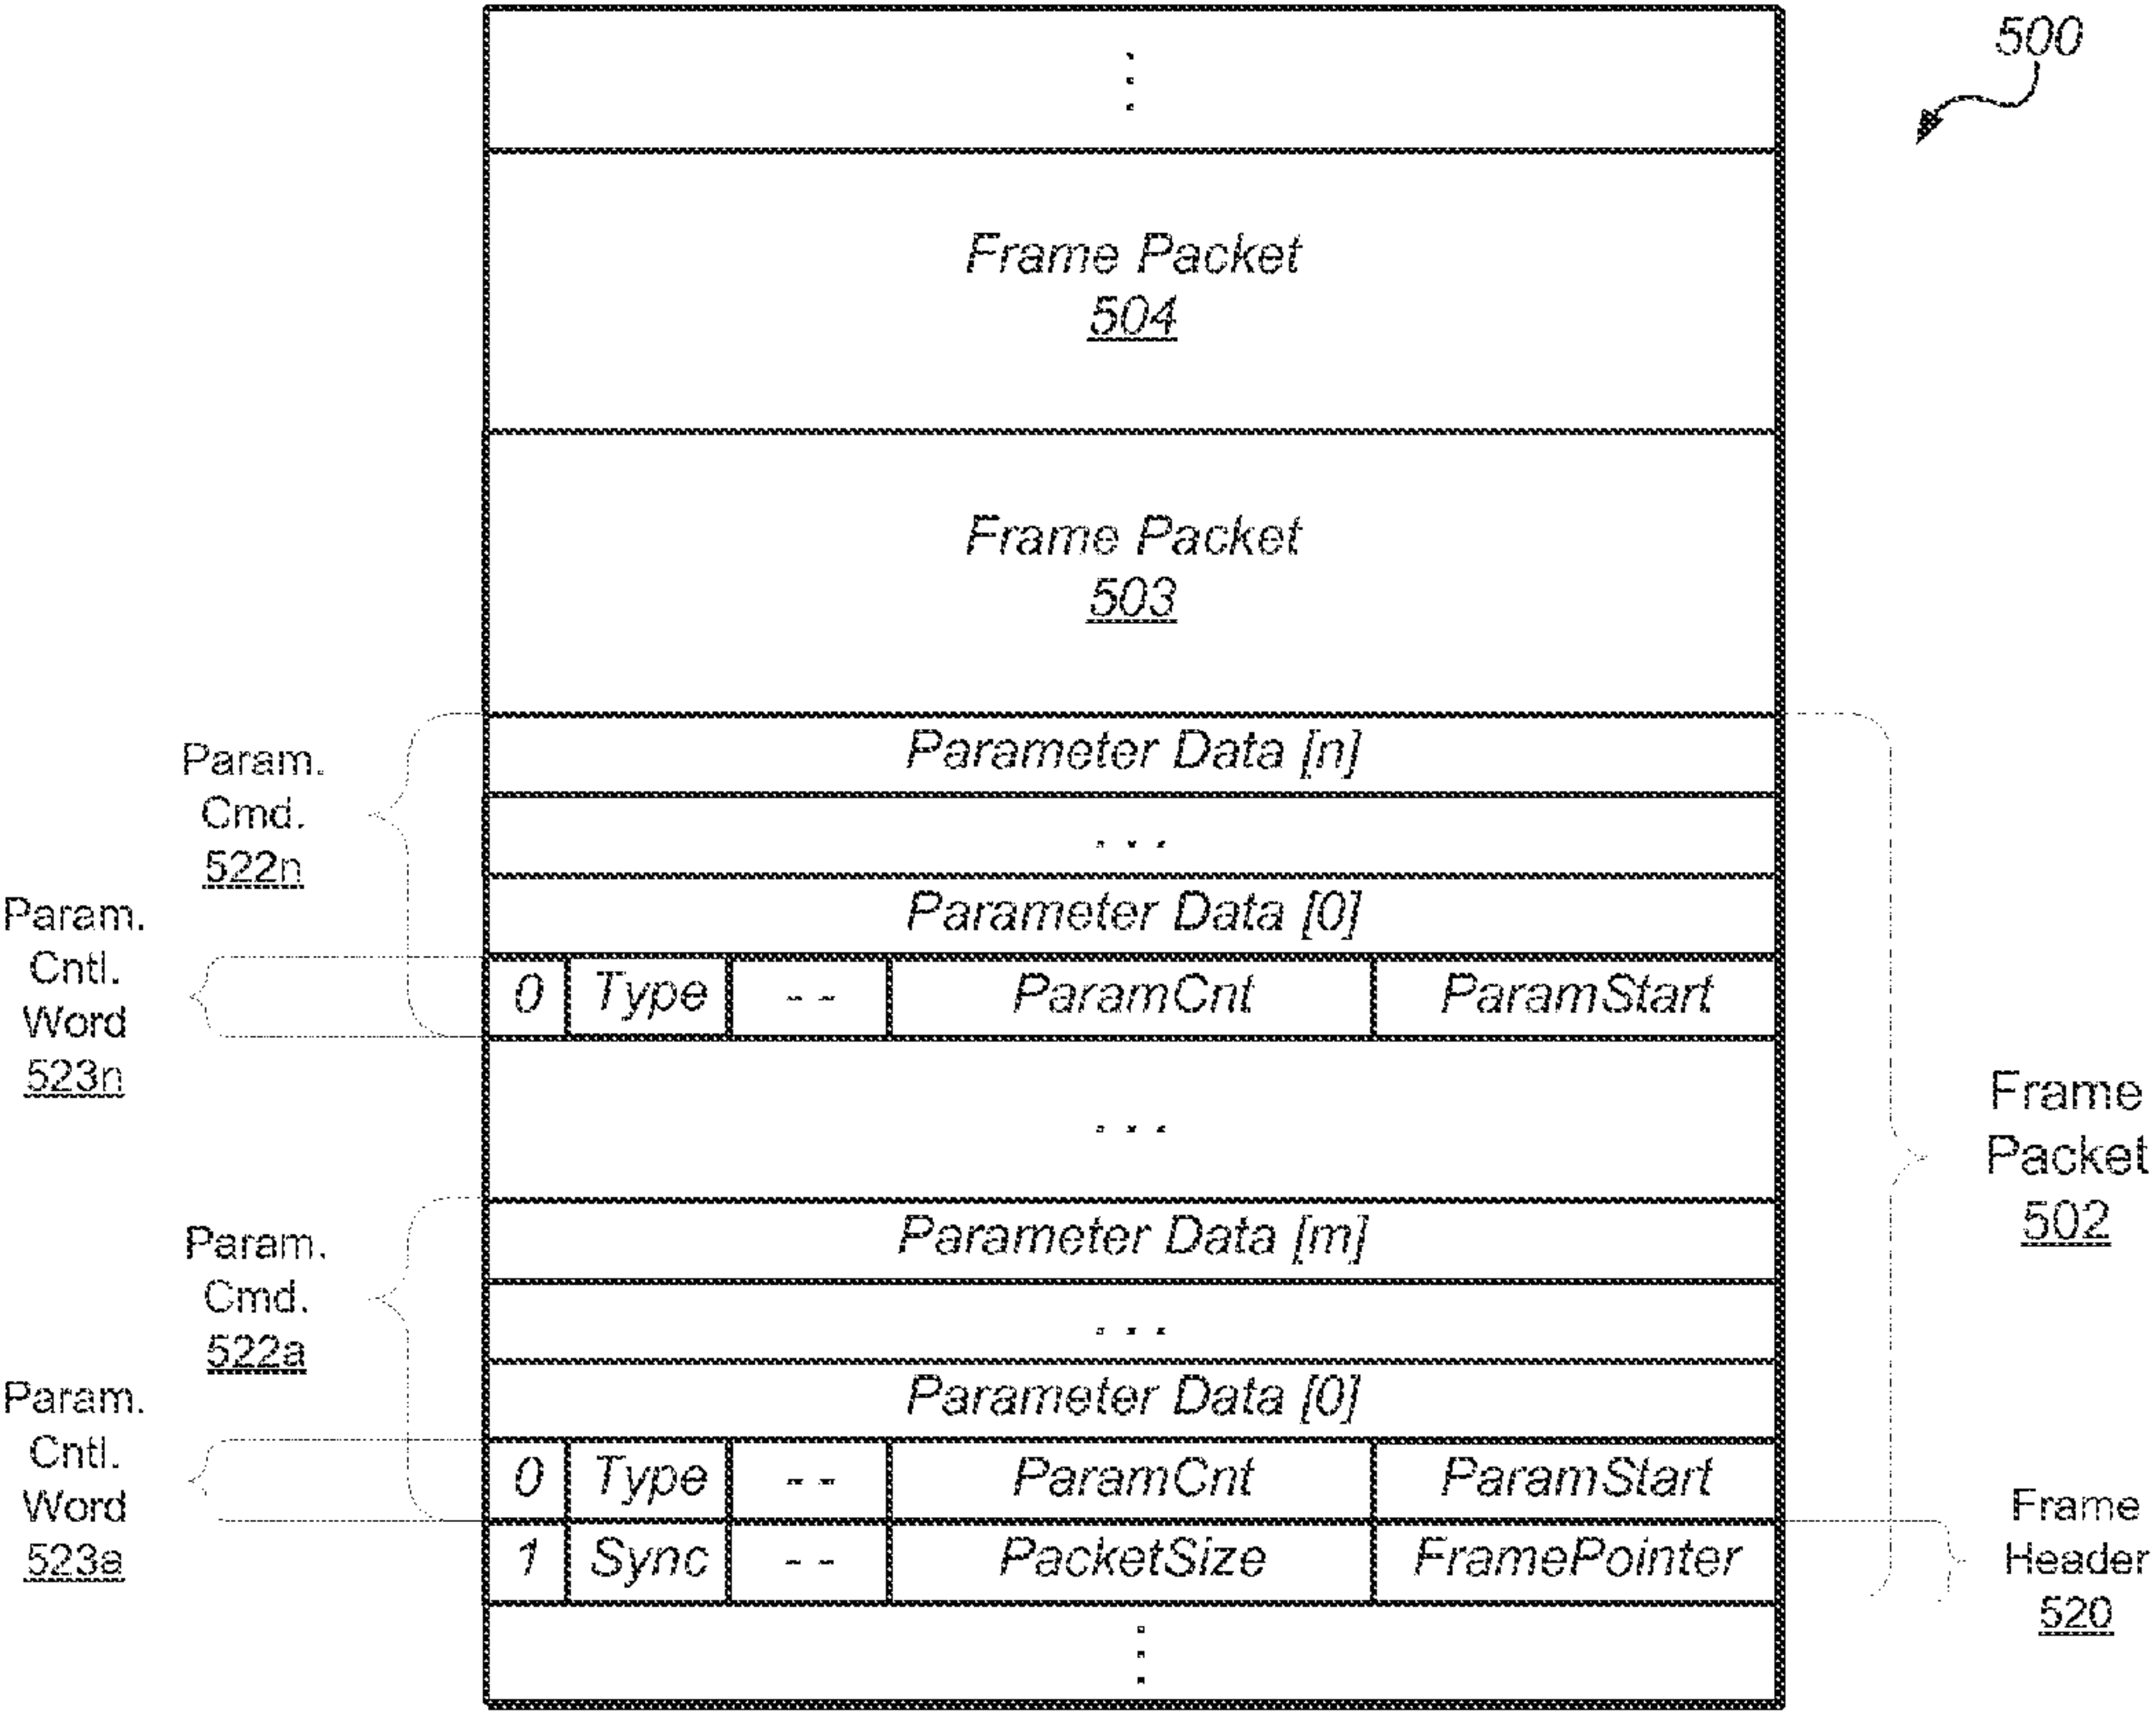 500
⋮
Frame Packet
504
Frame Packet
503
Parameter Data [n]
. . .
Parameter Data [0]
0 Type - - ParamCnt ParamStart
. . .
Parameter Data [m]
. . .
Parameter Data [0]
0 Type - - ParamCnt ParamStart
1 Sync - - PacketSize FramePointer
⋮
Param.
Cmd.
522n
Param.
Cntl.
Word
523n
Param.
Cmd.
522a
Param.
Cntl.
Word
523a
Frame
Packet
502
Frame
Header
520